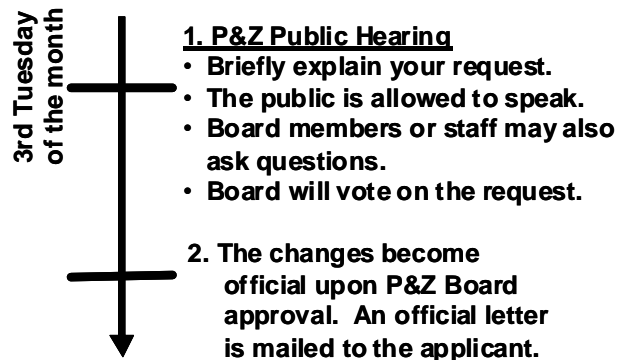 3rd Tuesday
of the month
1. P&Z Public Hearing
• Briefly explain your request.
• The public is allowed to speak.
• Board members or staff may also
ask questions.
• Board will vote on the request.
2. The changes become
official upon P&Z Board
approval. An official letter
is mailed to the applicant.